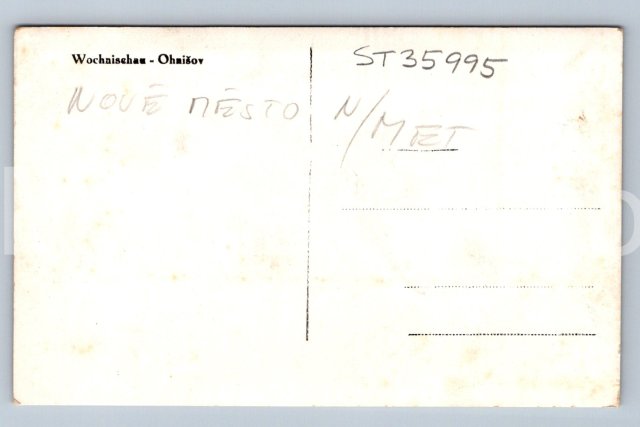 Wochnischau - Ohnišov
ST35995
NOVÉ MĚSTO N/MET